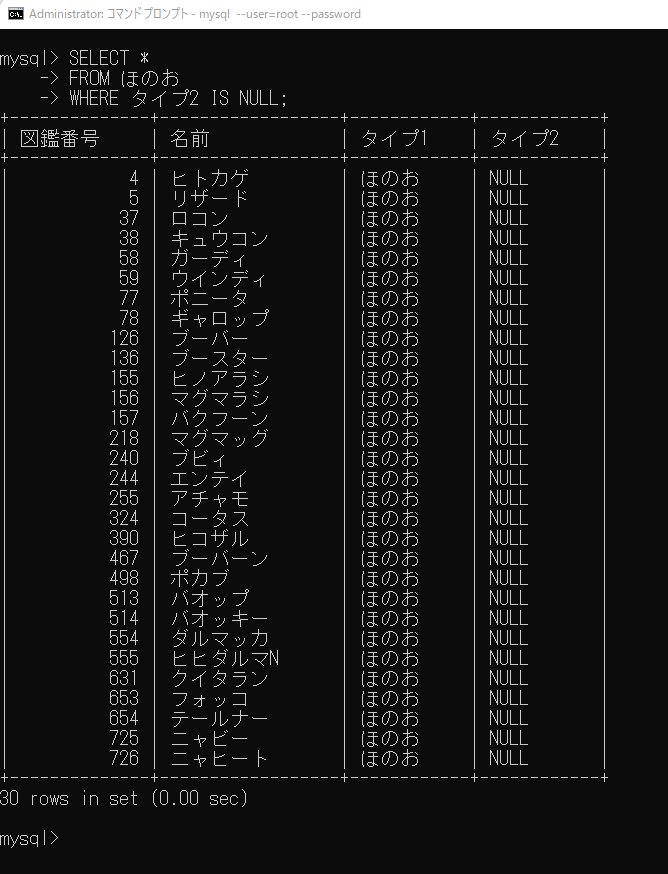 Administrator: コマンドプロンプト - mysql  --user=root --password
mysql> SELECT *
    -> FROM ほのお
    -> WHERE タイプ2 IS NULL;
+--------------+------------------+------------+------------+
| 図鑑番号 | 名前 | タイプ1 | タイプ2 |
+--------------+------------------+------------+------------+
| 4 | ヒトカゲ | ほのお | NULL |
| 5 | リザード | ほのお | NULL |
| 37 | ロコン | ほのお | NULL |
| 38 | キュウコン | ほのお | NULL |
| 58 | ガーディ | ほのお | NULL |
| 59 | ウインディ | ほのお | NULL |
| 77 | ポニータ | ほのお | NULL |
| 78 | ギャロップ | ほのお | NULL |
| 126 | ブーバー | ほのお | NULL |
| 136 | ブースター | ほのお | NULL |
| 155 | ヒノアラシ | ほのお | NULL |
| 156 | マグマラシ | ほのお | NULL |
| 157 | バクフーン | ほのお | NULL |
| 218 | マグマッグ | ほのお | NULL |
| 240 | ブビィ | ほのお | NULL |
| 244 | エンテイ | ほのお | NULL |
| 255 | アチャモ | ほのお | NULL |
| 324 | コータス | ほのお | NULL |
| 390 | ヒコザル | ほのお | NULL |
| 467 | ブーバーン | ほのお | NULL |
| 498 | ポカブ | ほのお | NULL |
| 513 | バオップ | ほのお | NULL |
| 514 | バオッキー | ほのお | NULL |
| 554 | ダルマッカ | ほのお | NULL |
| 555 | ヒヒダルマN | ほのお | NULL |
| 631 | クイタラン | ほのお | NULL |
| 653 | フォッコ | ほのお | NULL |
| 654 | テールナー | ほのお | NULL |
| 725 | ニャビー | ほのお | NULL |
| 726 | ニャヒート | ほのお | NULL |
+--------------+------------------+------------+------------+
30 rows in set (0.00 sec)
mysql>